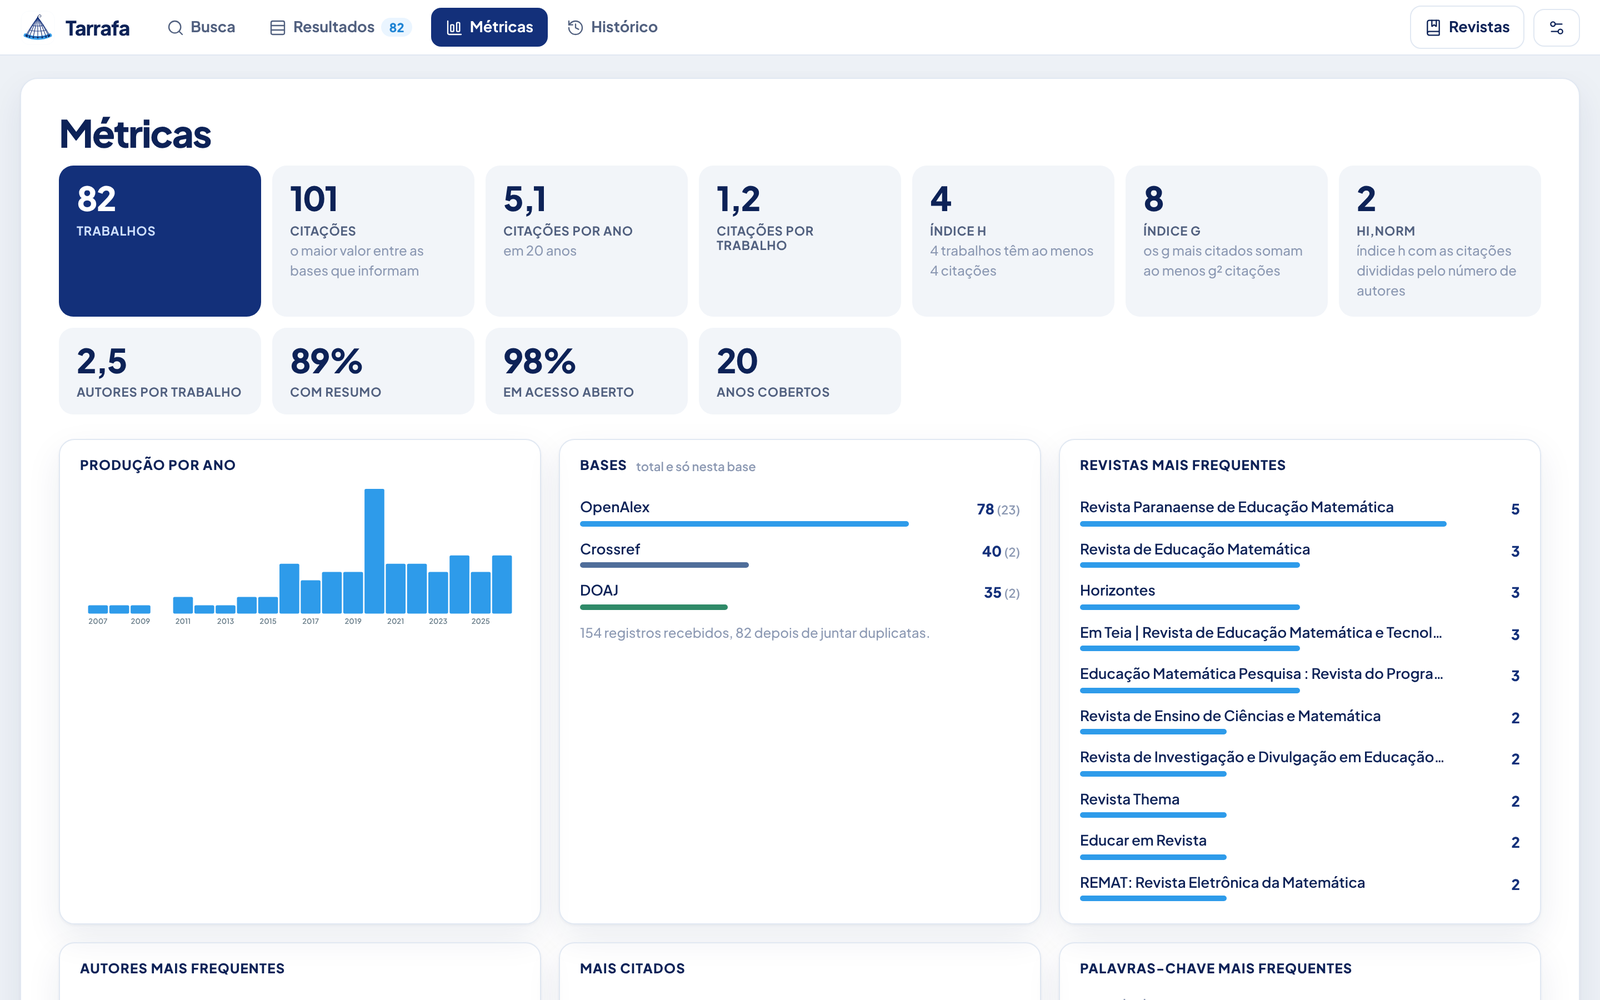 Tarrafa
Busca
Resultados 82
Métricas
Histórico
Revistas
Métricas
82
TRABALHOS
101
CITAÇÕES
o maior valor entre as
bases que informam
5,1
CITAÇÕES POR ANO
em 20 anos
1,2
CITAÇÕES POR
TRABALHO
4
ÍNDICE H
4 trabalhos têm ao menos
4 citações
8
ÍNDICE G
os g mais citados somam
ao menos g² citações
2
HI,NORM
índice h com as citações
divididas pelo número de
autores
2,5
AUTORES POR TRABALHO
89%
COM RESUMO
98%
EM ACESSO ABERTO
20
ANOS COBERTOS
PRODUÇÃO POR ANO
2007 2009 2011 2013 2015 2017 2019 2021 2023 2025
BASES total e só nesta base
OpenAlex 78 (23)
Crossref 40 (2)
DOAJ 35 (2)
154 registros recebidos, 82 depois de juntar duplicatas.
REVISTAS MAIS FREQUENTES
Revista Paranaense de Educação Matemática 5
Revista de Educação Matemática 3
Horizontes 3
Em Teia | Revista de Educação Matemática e Tecnol... 3
Educação Matemática Pesquisa : Revista do Progra... 3
Revista de Ensino de Ciências e Matemática 2
Revista de Investigação e Divulgação em Educação... 2
Revista Thema 2
Educar em Revista 2
REMAT: Revista Eletrônica da Matemática 2
AUTORES MAIS FREQUENTES
MAIS CITADOS
PALAVRAS-CHAVE MAIS FREQUENTES